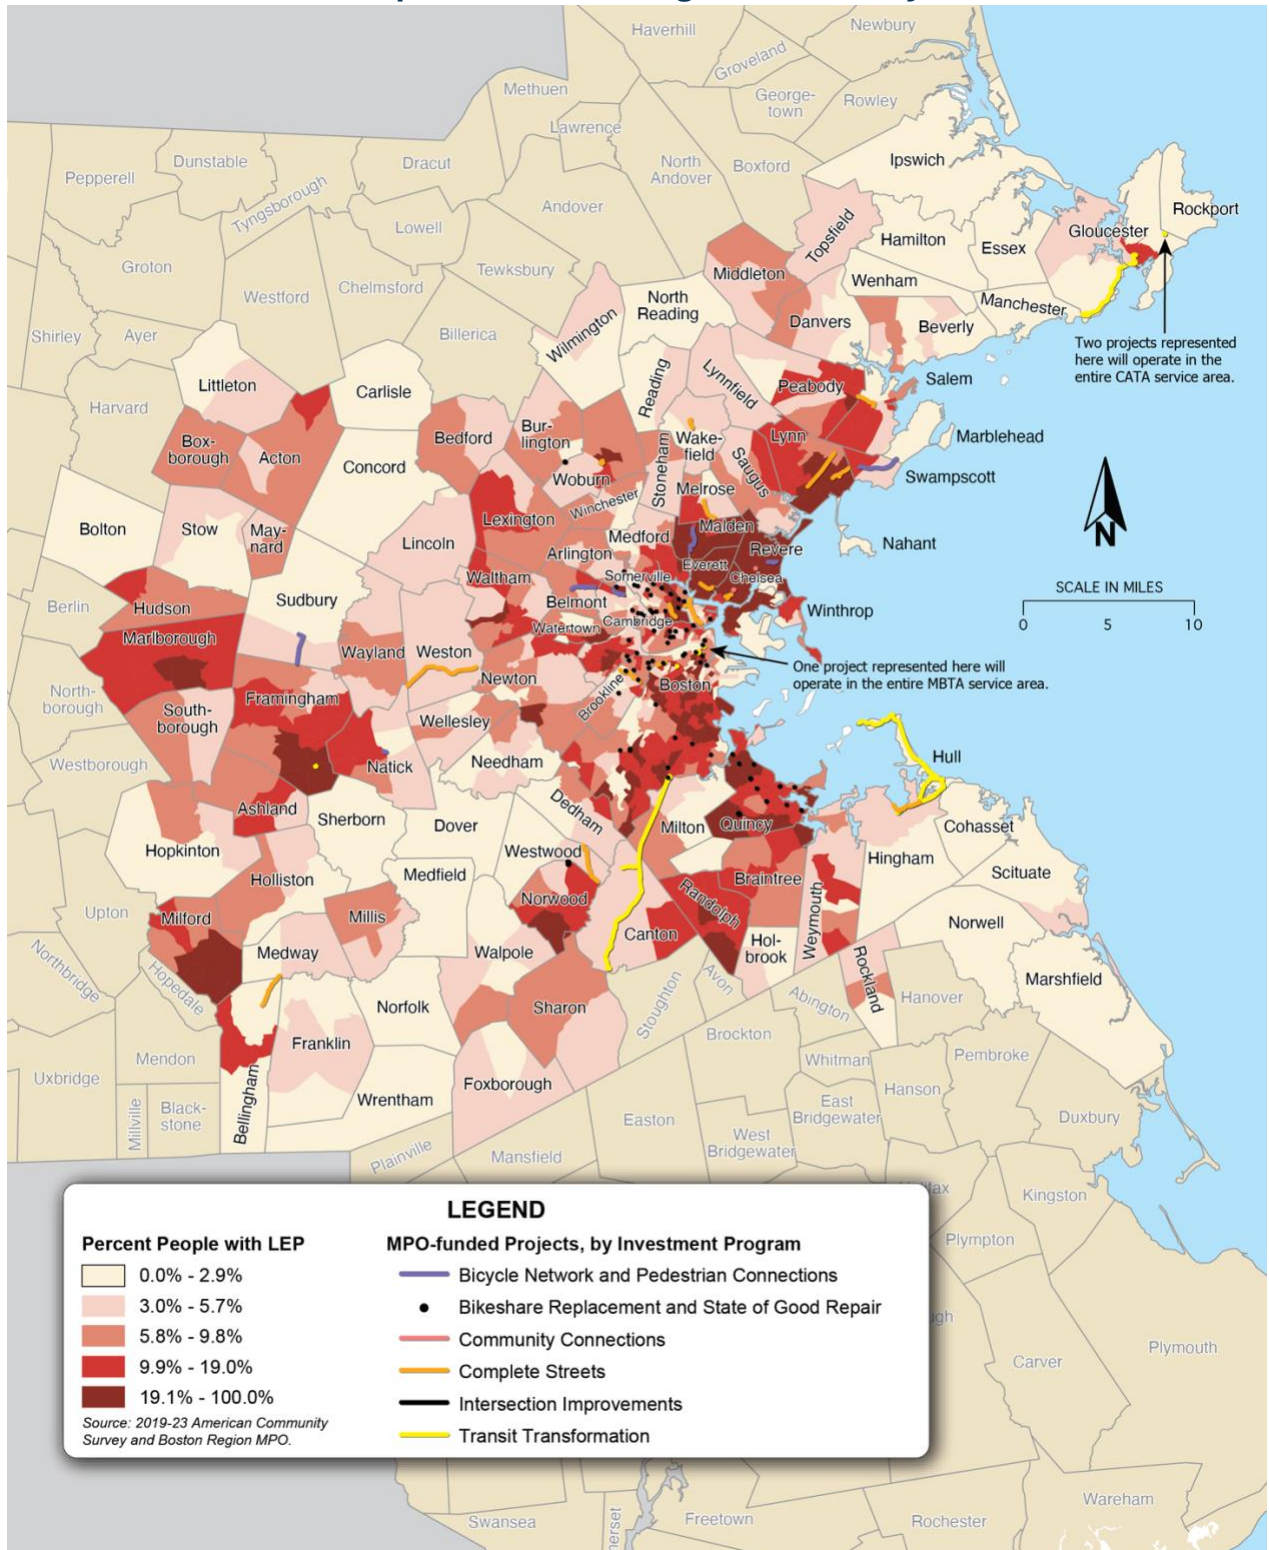 Haverhill
Newbury
Groveland
Methuen
George-
town
Rowley
Lawrence
Dunstable
Dracut
North
Andover
Boxford
Ipswich
Pepperell
Tyngsborough
Andover
Rockport
Topsfield
Lowell
Gloucester
Hamilton
Essex
Groton
Tewksbury
Middleton
Wenham
Westford
Chelmsford
North
Reading
Manchester
Shirley
Ayer
Billerica
Wilmington
Danvers
Beverly
Two projects represented
here will operate in the
entire CATA service area.
Littleton
Carlisle
Reading
Lynnfield
Peabody
Salem
Harvard
Box-
borough
Acton
Bedford
Bur-
lington
Wake-
field
Lynn
Marblehead
Concord
Woburn
Stoneham
Saugus
Swampscott
Melrose
Winchester
Bolton
Stow
May-
nard
Lexington
Malden
Lincoln
Medford
Revere
Nahant
N
Arlington
Everett
Waltham
Somerville
Chelsea
SCALE IN MILES
0 5 10
Berlin
Hudson
Sudbury
Belmont
Winthrop
Watertown
Cambridge
Marlborough
Wayland
Weston
Newton
One project represented here will
operate in the entire MBTA service area.
North-
borough
Framingham
Brookline
Boston
South-
borough
Wellesley
Westborough
Natick
Needham
Hull
Ashland
Sherborn
Dover
Dedham
Milton
Quincy
Cohasset
Hopkinton
Westwood
Hingham
Medfield
Scituate
Holliston
Braintree
Upton
Milford
Millis
Norwood
Randolph
Weymouth
Norwell
Northbridge
Hopedale
Medway
Walpole
Canton
Hol-
brook
Rockland
Marshfield
Norfolk
Sharon
Stoughton
Avon
Abington
Hanover
Mendon
Franklin
Brockton
Pembroke
Uxbridge
Whitman
Foxborough
Wrentham
Hanson
Millville
Black-
stone
Bellingham
East
Bridgewater
Duxbury
Easton
West
Bridgewater
Plainville
Mansfield
Kingston
Plympton
Plymouth
Carver
Wareham
Swansea
Freetown
Rochester
LEGEND
Percent People with LEP
0.0% - 2.9%
3.0% - 5.7%
5.8% - 9.8%
9.9% - 19.0%
19.1% - 100.0%
Source: 2019-23 American Community
Survey and Boston Region MPO.
MPO-funded Projects, by Investment Program
Bicycle Network and Pedestrian Connections
Bikeshare Replacement and State of Good Repair
Community Connections
Complete Streets
Intersection Improvements
Transit Transformation